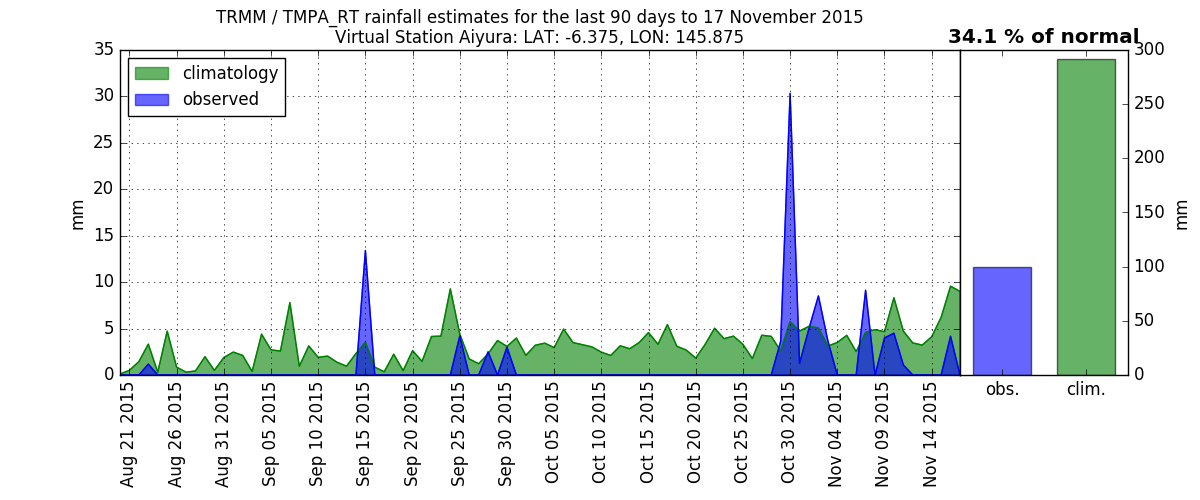 TRMM / TMPA_RT rainfall estimates for the last 90 days to 17 November 2015
Virtual Station Aiyura: LAT: -6.375, LON: 145.875
34.1 % of normal
climatology
observed
mm
35
30
25
20
15
10
5
0
Aug 21 2015
Aug 26 2015
Aug 31 2015
Sep 05 2015
Sep 10 2015
Sep 15 2015
Sep 20 2015
Sep 25 2015
Sep 30 2015
Oct 05 2015
Oct 10 2015
Oct 15 2015
Oct 20 2015
Oct 25 2015
Oct 30 2015
Nov 04 2015
Nov 09 2015
Nov 14 2015
300
250
200
150
100
50
0
mm
obs.
clim.